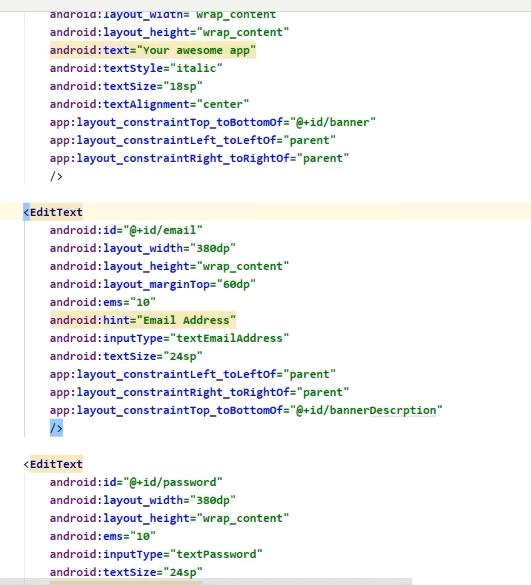 android:layout_width="wrap_content
android:layout_height="wrap_content"
android:text="Your awesome app"
android:textStyle="italic"
android:textSize="18sp"
android:textAlignment="center"
app:layout_constraintTop_toBottomOf="@+id/banner"
app:layout_constraintLeft_toLeftOf="parent"
app:layout_constraintRight_toRightOf="parent"
/>
<EditText
android:id="@+id/email"
android:layout_width="380dp"
android:layout_height="wrap_content"
android:layout_marginTop="60dp"
android:ems="10"
android:hint="Email Address"
android:inputType="textEmailAddress"
android:textSize="24sp"
app:layout_constraintLeft_toLeftOf="parent"
app:layout_constraintRight_toRightOf="parent"
app:layout_constraintTop_toBottomOf="@+id/bannerDescrption"
/>
<EditText
android:id="@+id/password"
android:layout_width="380dp"
android:layout_height="wrap_content"
android:ems="10"
android:inputType="textPassword"
android:textSize="24sp"